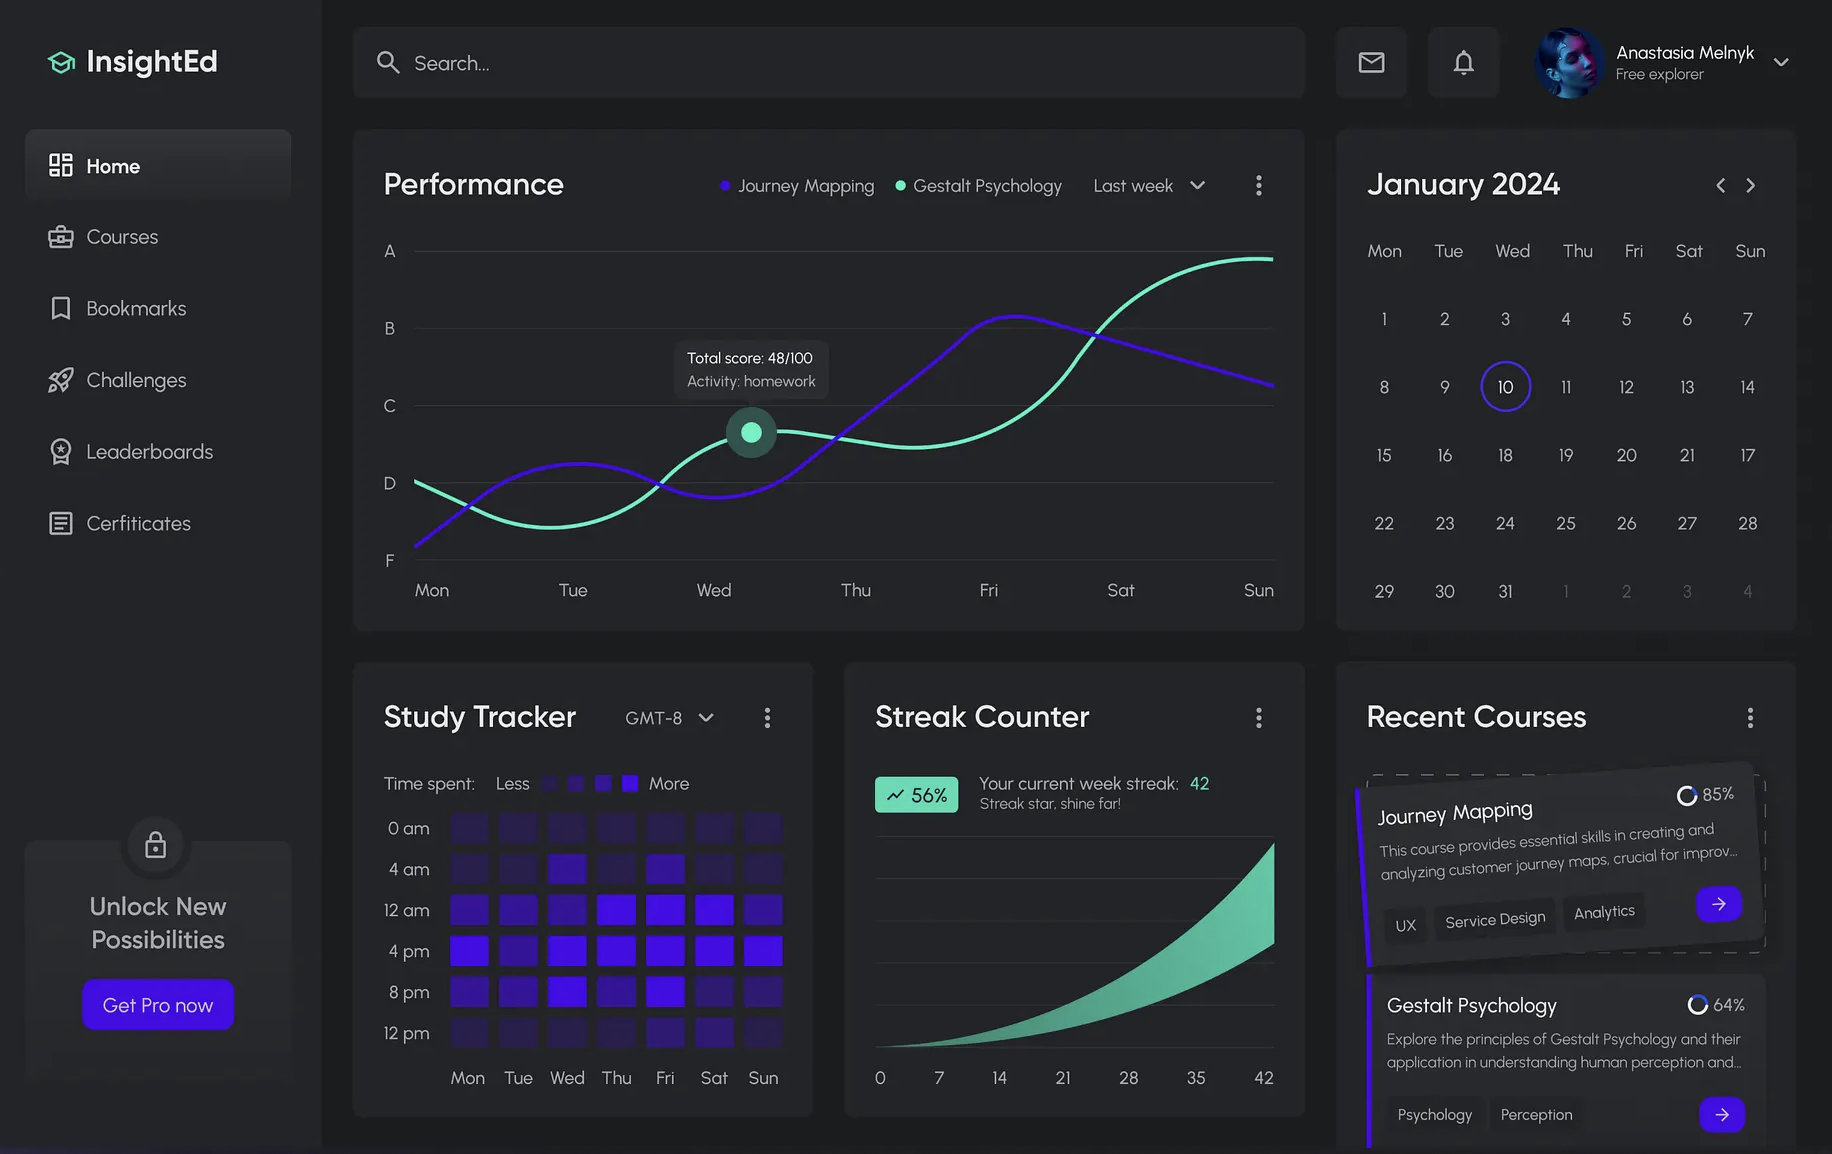 InsightEd
Home
Courses
Bookmarks
Challenges
Leaderboards
Cerfiticates
Unlock New
Possibilities
Get Pro now
Search...
Anastasia Melnyk
Free explorer
Performance
Journey Mapping
Gestalt Psychology
Last week
A
B
C
D
F
Total score: 48/100
Activity: homework
Mon Tue Wed Thu Fri Sat Sun
January 2024
Mon Tue Wed Thu Fri Sat Sun
1 2 3 4 5 6 7
8 9 10 11 12 13 14
15 16 18 19 20 21 17
22 23 24 25 26 27 28
29 30 31 1 2 3 4
Study Tracker
GMT-8
Time spent: Less More
0 am
4 am
12 am
4 pm
8 pm
12 pm
Mon Tue Wed Thu Fri Sat Sun
Streak Counter
56%
Your current week streak: 42
Streak star, shine far!
0 7 14 21 28 35 42
Recent Courses
Journey Mapping
85%
This course provides essential skills in creating and
analyzing customer journey maps, crucial for improv...
UX Service Design Analytics
Gestalt Psychology
64%
Explore the principles of Gestalt Psychology and their
application in understanding human perception and...
Psychology Perception